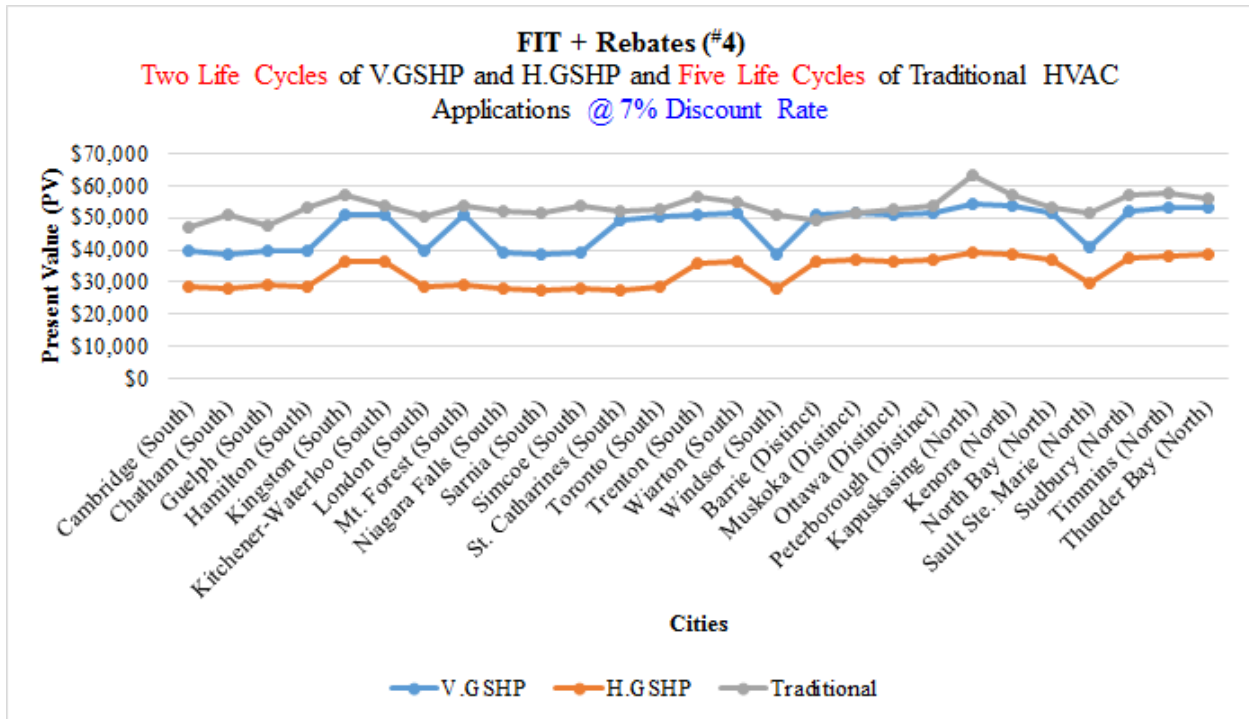 FIT + Rebates (#4)
Two Life Cycles of V.GSHP and H.GSHP and Five Life Cycles of Traditional HVAC
Applications @ 7% Discount Rate
Present Value (PV)
$70,000
$60,000
$50,000
$40,000
$30,000
$20,000
$10,000
$0
Cambridge (South)
Chatham (South)
Guelph (South)
Hamilton (South)
Kingston (South)
Kitchener-Waterloo (South)
London (South)
Mt. Forest (South)
Niagara Falls (South)
Sarnia (South)
Simcoe (South)
St. Catharines (South)
Toronto (South)
Trenton (South)
Wiarton (South)
Windsor (South)
Barrie (Distinct)
Muskoka (Distinct)
Ottawa (Distinct)
Peterborough (Distinct)
Kapuskasing (North)
Kenora (North)
North Bay (North)
Sault Ste. Marie (North)
Sudbury (North)
Timmins (North)
Thunder Bay (North)
Cities
V.GSHP
H.GSHP
Traditional